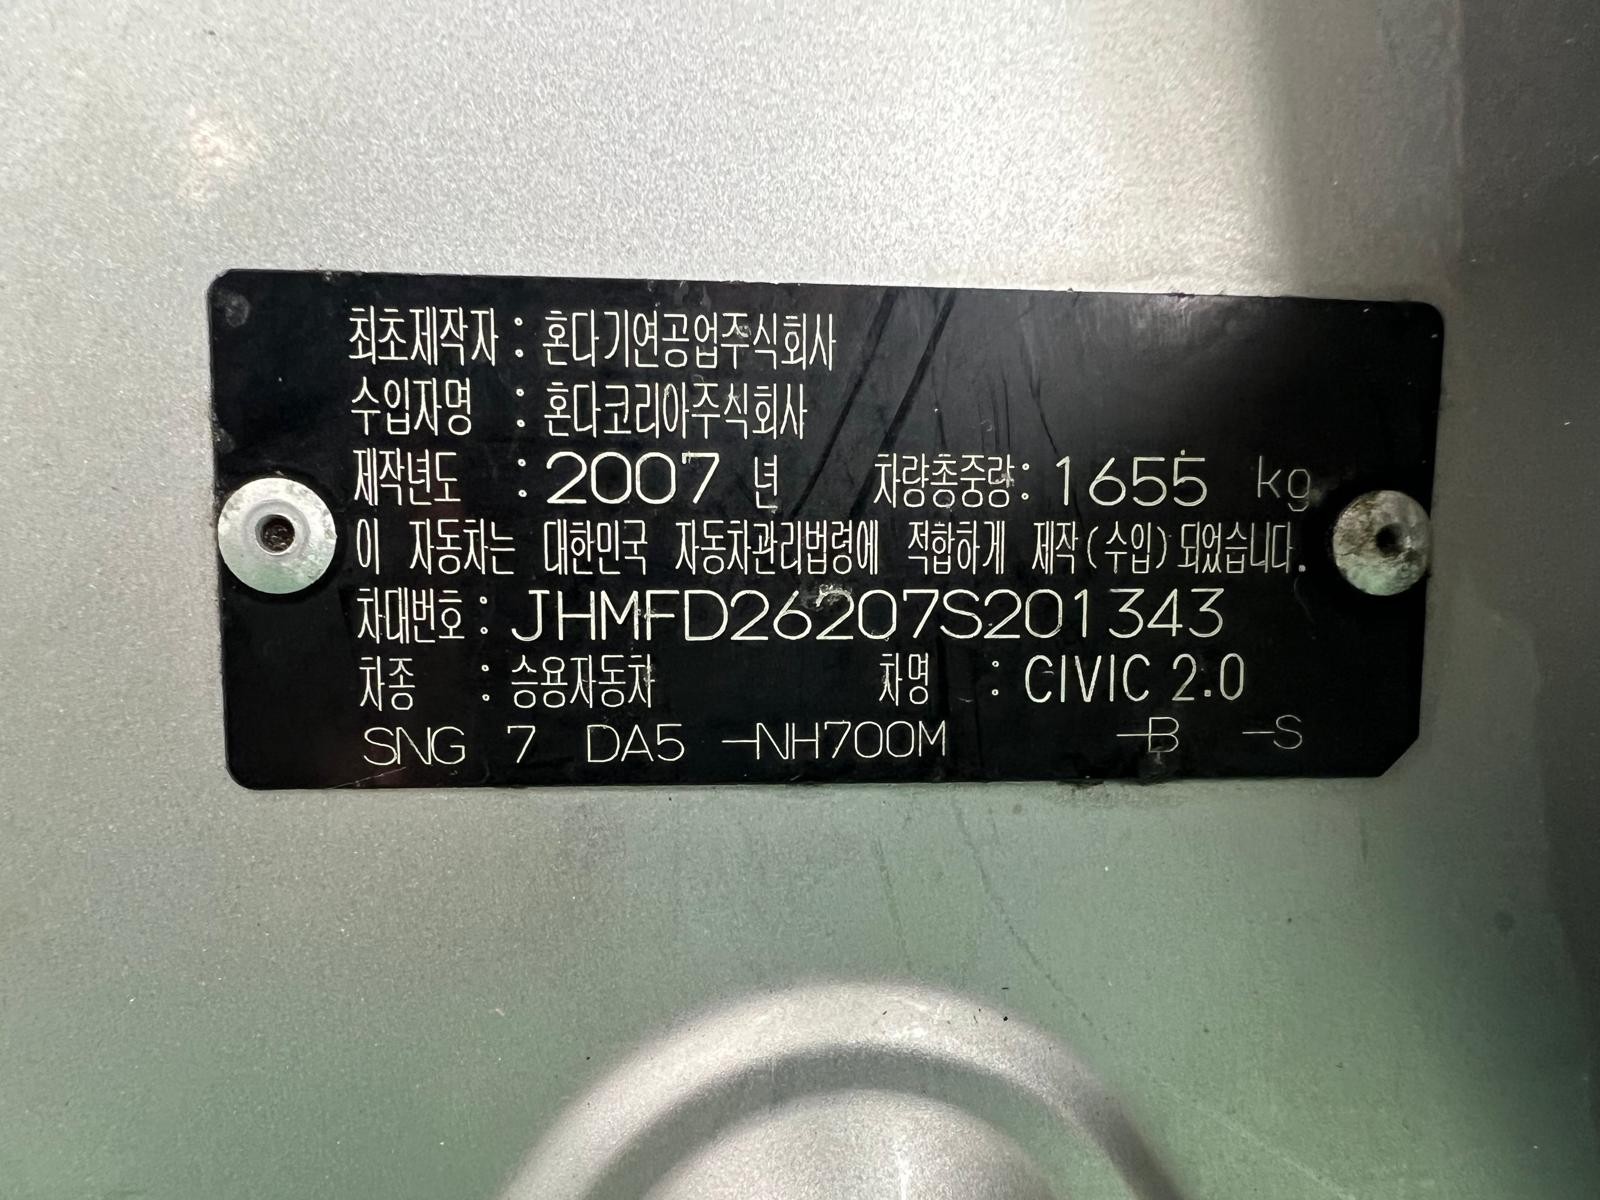 최초제작자 : 혼다기연공업주식회사
수입자명 : 혼다코리아주식회사
제작년도 : 2007 년 차량총중량: 1655 kg
이 자동차는 대한민국 자동차관리법령에 적합하게 제작(수입)되었습니다.
차대번호: JHMFD26207S201343
차종 : 승용자동차 차명 : CIVIC 2.0
SNG 7 DA5 -NH700M -B -S